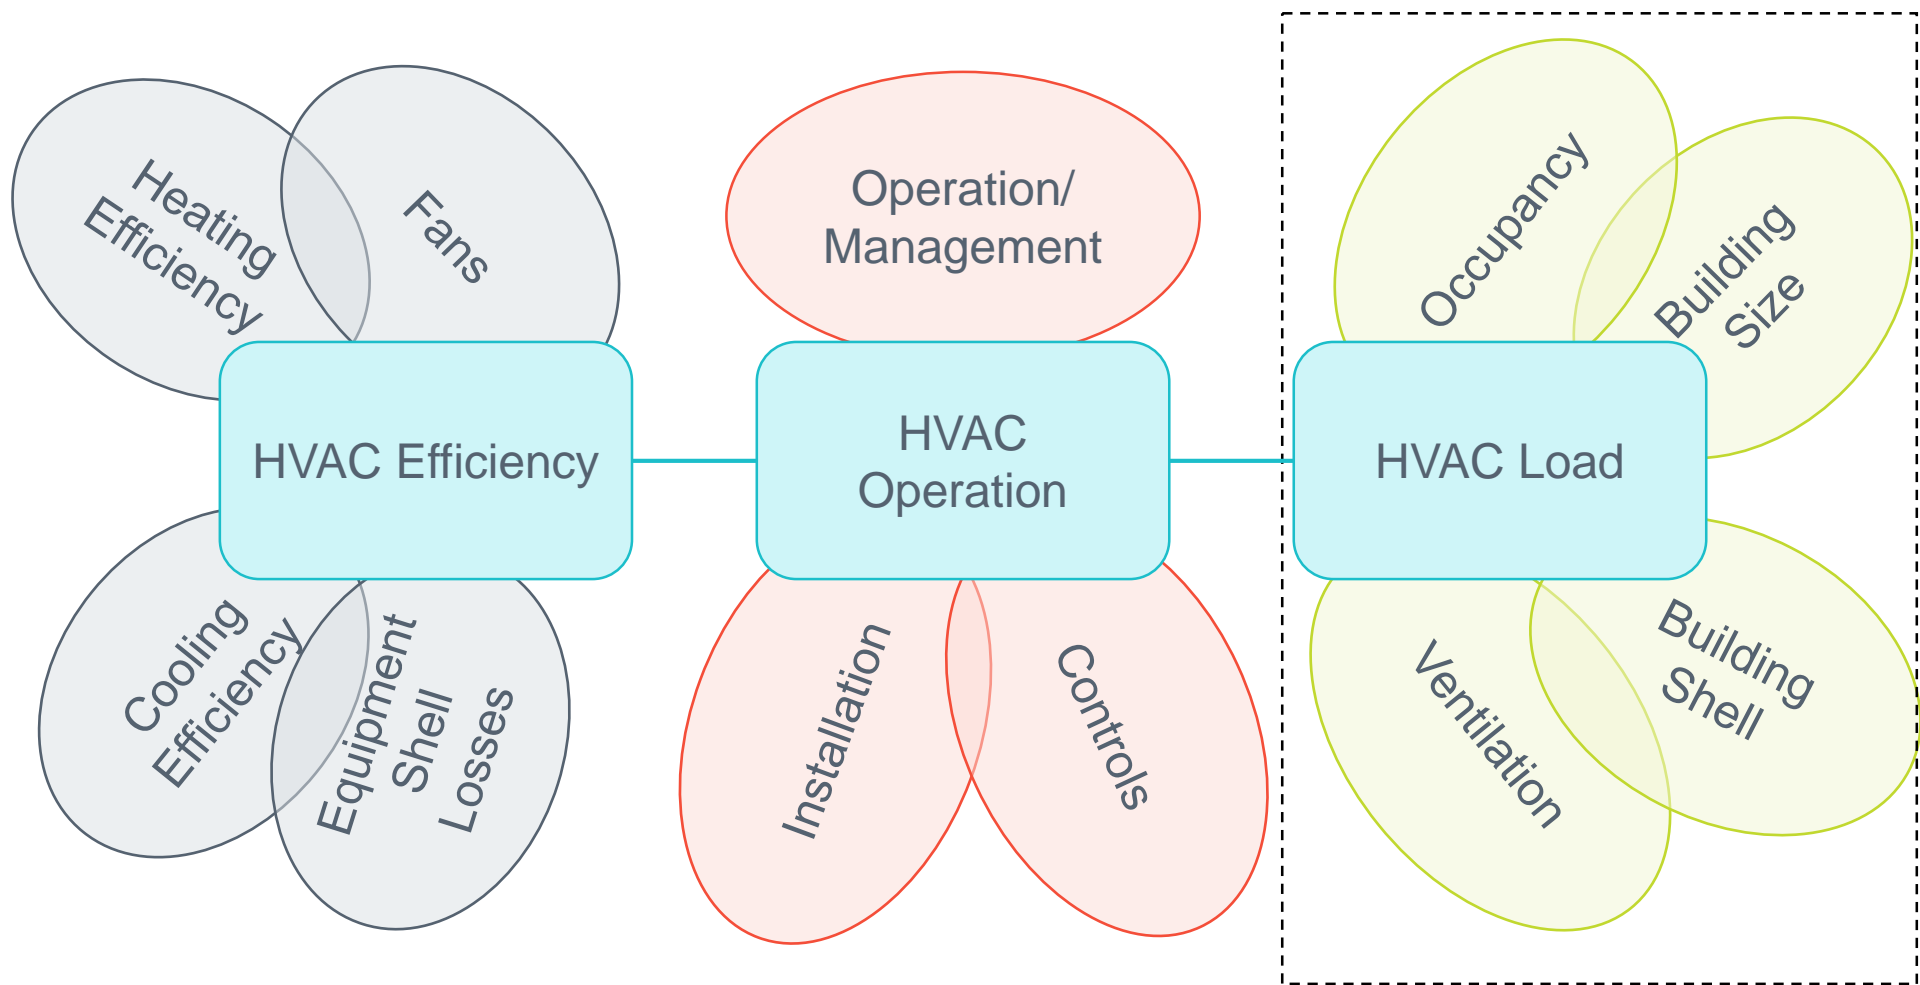 Heating
Efficiency
Fans
HVAC Efficiency
Cooling
Efficiency
Equipment
Shell
Losses
Operation/
Management
HVAC
Operation
Installation
Controls
Occupancy
Building
Size
HVAC Load
Ventilation
Building
Shell